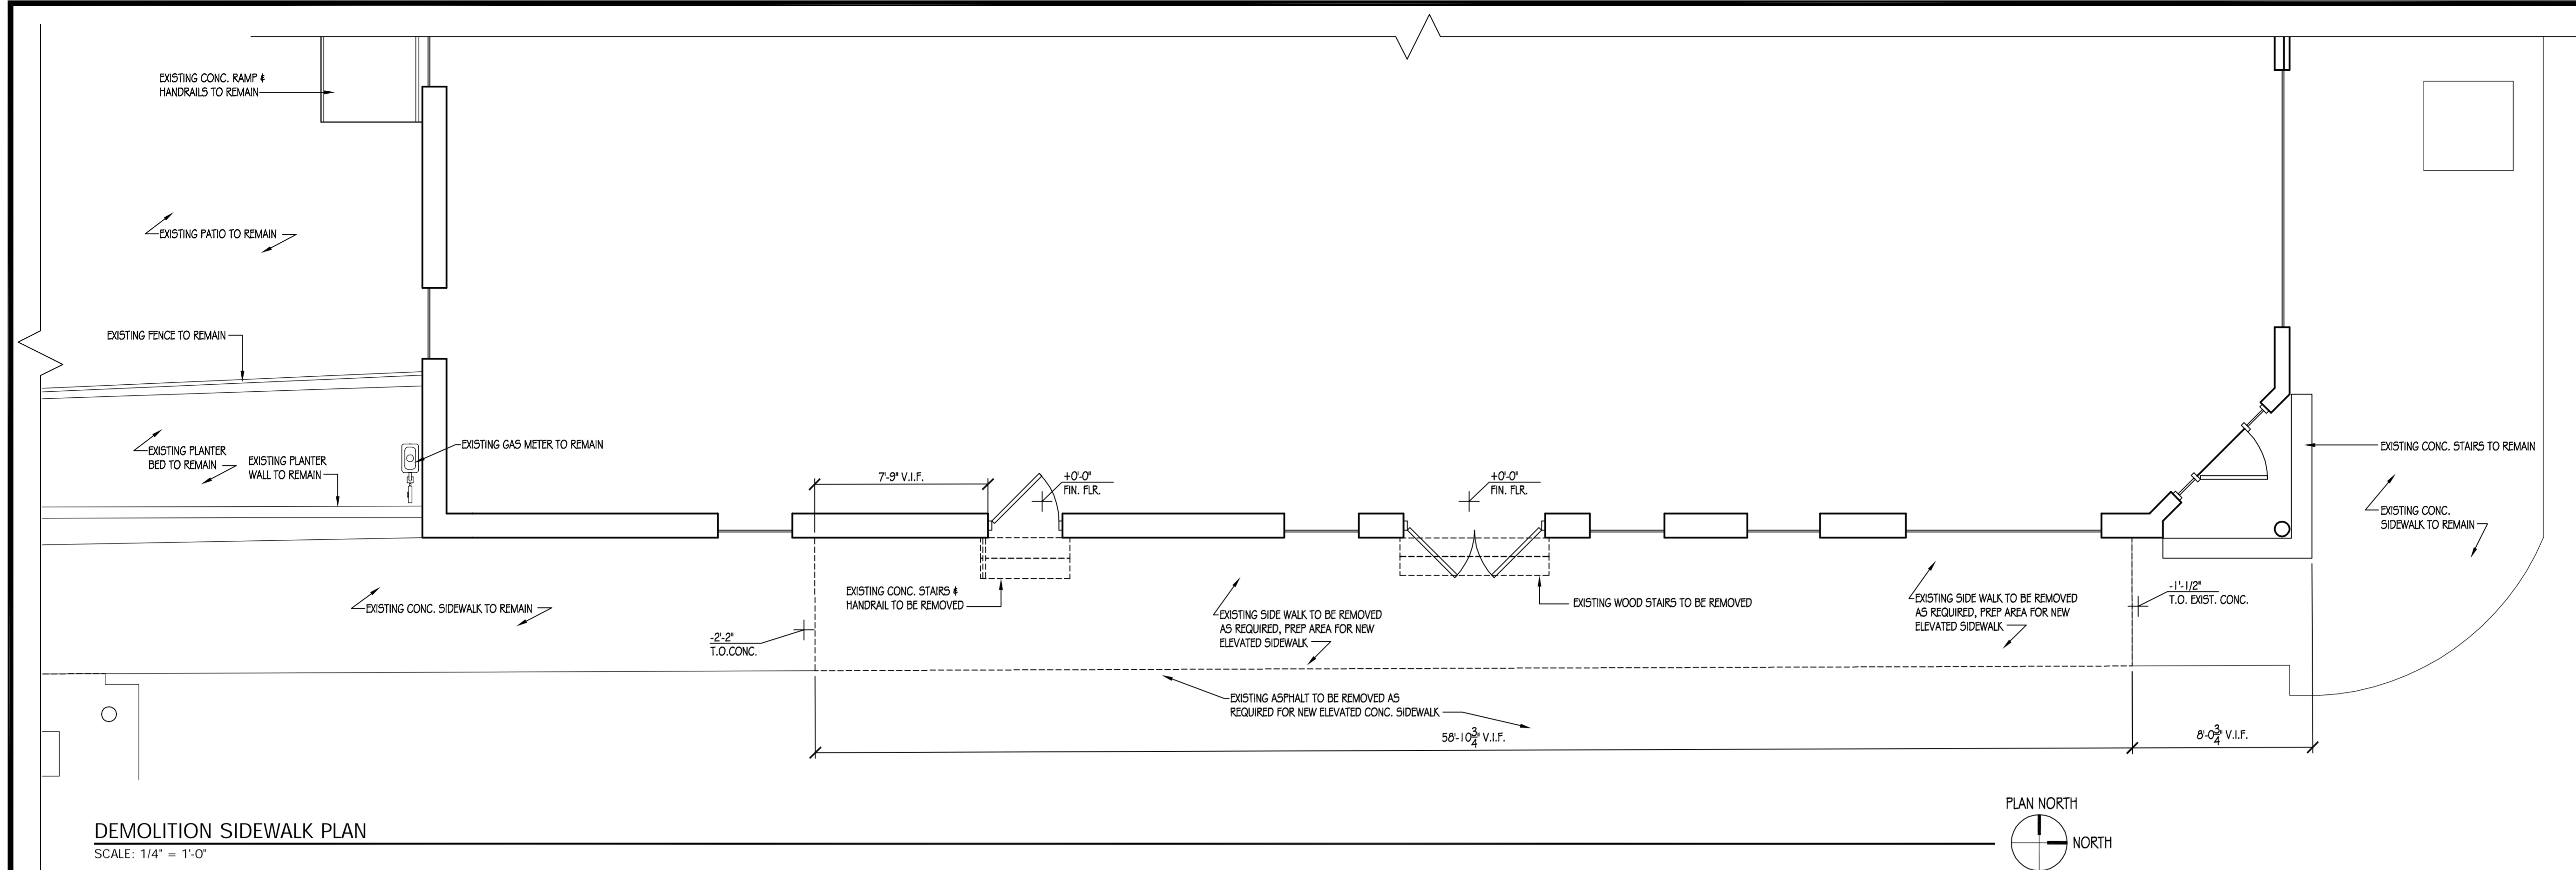 EXISTING CONC. RAMP &
HANDRAILS TO REMAIN
EXISTING PATIO TO REMAIN
EXISTING FENCE TO REMAIN
EXISTING PLANTER
BED TO REMAIN
EXISTING PLANTER
WALL TO REMAIN
EXISTING GAS METER TO REMAIN
7'-9" V.I.F.
+0'-0"
FIN. FLR.
+0'-0"
FIN. FLR.
EXISTING CONC. STAIRS TO REMAIN
EXISTING CONC.
SIDEWALK TO REMAIN
EXISTING CONC. SIDEWALK TO REMAIN
-2'-2"
T.O.CONC.
EXISTING CONC. STAIRS &
HANDRAIL TO BE REMOVED
EXISTING SIDE WALK TO BE REMOVED
AS REQUIRED, PREP AREA FOR NEW
ELEVATED SIDEWALK
EXISTING WOOD STAIRS TO BE REMOVED
EXISTING SIDE WALK TO BE REMOVED
AS REQUIRED, PREP AREA FOR NEW
ELEVATED SIDEWALK
-1'-1/2"
T.O. EXIST. CONC.
EXISTING ASPHALT TO BE REMOVED AS
REQUIRED FOR NEW ELEVATED CONC. SIDEWALK
58'-10 3/4" V.I.F.
8'-0 3/4" V.I.F.
PLAN NORTH
NORTH
DEMOLITION SIDEWALK PLAN
SCALE: 1/4" = 1'-0"